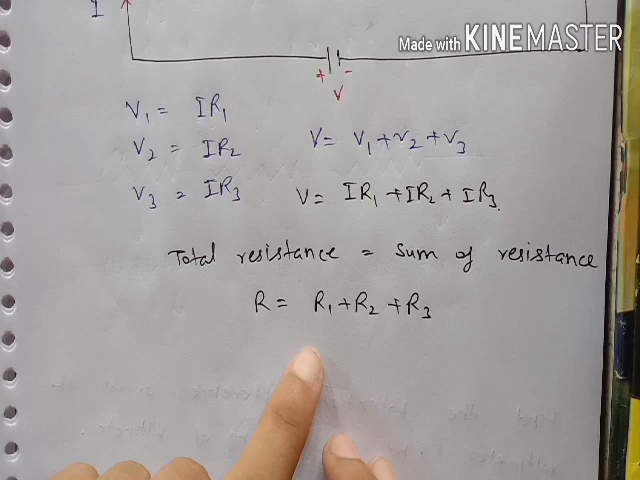 I
Made with KINEMASTER
+ -
V
V₁ = IR₁
V₂ = IR₂
V = V₁+V₂+V₃
V₃ = IR₃
V = IR₁ + IR₂ + IR₃.
Total resistance = Sum of resistance
R = R₁ + R₂ + R₃